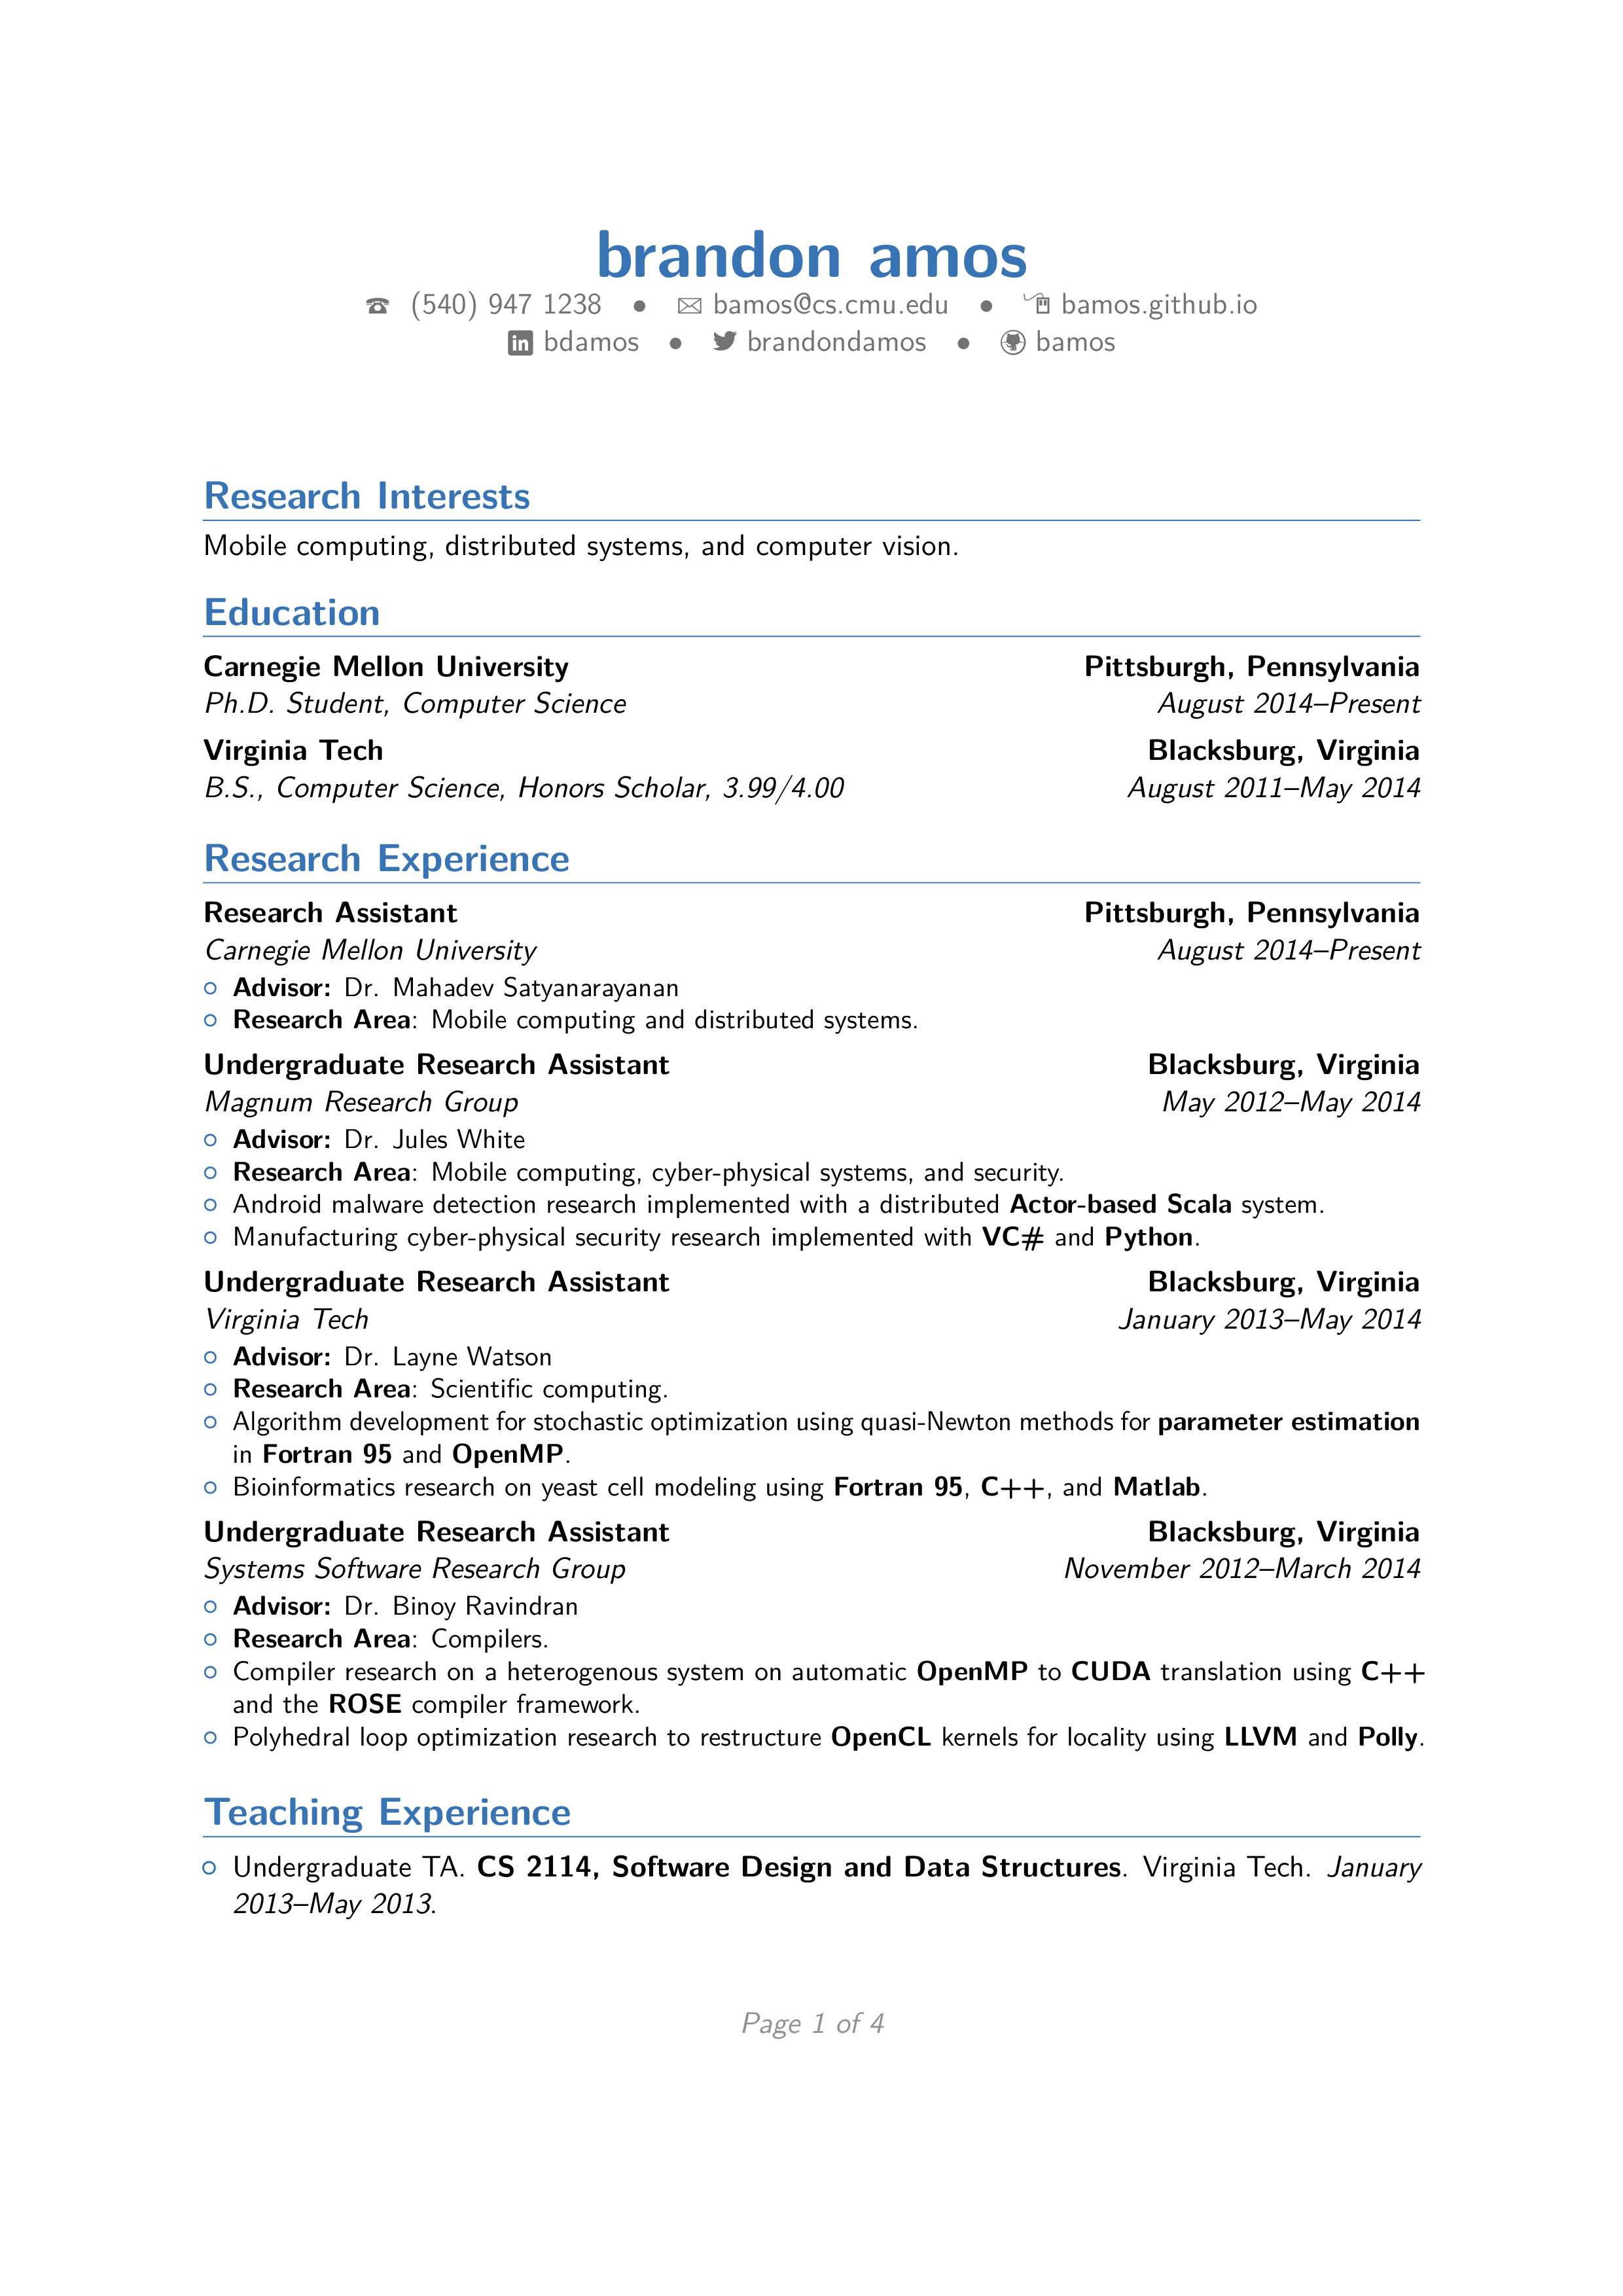 brandon amos
(540) 947 1238 • bamos@cs.cmu.edu • bamos.github.io
bdamos • brandondamos • bamos
Research Interests
Mobile computing, distributed systems, and computer vision.
Education
Carnegie Mellon University Pittsburgh, Pennsylvania
Ph.D. Student, Computer Science August 2014–Present
Virginia Tech Blacksburg, Virginia
B.S., Computer Science, Honors Scholar, 3.99/4.00 August 2011–May 2014
Research Experience
Research Assistant Pittsburgh, Pennsylvania
Carnegie Mellon University August 2014–Present
Advisor: Dr. Mahadev Satyanarayanan
Research Area: Mobile computing and distributed systems.
Undergraduate Research Assistant Blacksburg, Virginia
Magnum Research Group May 2012–May 2014
Advisor: Dr. Jules White
Research Area: Mobile computing, cyber-physical systems, and security.
Android malware detection research implemented with a distributed Actor-based Scala system.
Manufacturing cyber-physical security research implemented with VC# and Python.
Undergraduate Research Assistant Blacksburg, Virginia
Virginia Tech January 2013–May 2014
Advisor: Dr. Layne Watson
Research Area: Scientific computing.
Algorithm development for stochastic optimization using quasi-Newton methods for parameter estimation
in Fortran 95 and OpenMP.
Bioinformatics research on yeast cell modeling using Fortran 95, C++, and Matlab.
Undergraduate Research Assistant Blacksburg, Virginia
Systems Software Research Group November 2012–March 2014
Advisor: Dr. Binoy Ravindran
Research Area: Compilers.
Compiler research on a heterogenous system on automatic OpenMP to CUDA translation using C++
and the ROSE compiler framework.
Polyhedral loop optimization research to restructure OpenCL kernels for locality using LLVM and Polly.
Teaching Experience
Undergraduate TA. CS 2114, Software Design and Data Structures. Virginia Tech. January
2013–May 2013.
Page 1 of 4